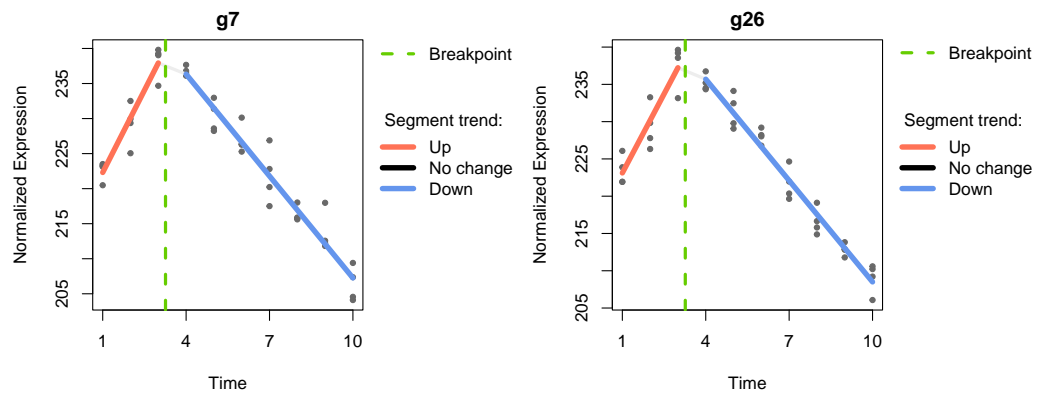 g7
Normalized Expression
235
225
215
205
1 4 7 10
Time
Breakpoint
Segment trend:
Up
No change
Down
g26
Normalized Expression
235
225
215
205
1 4 7 10
Time
Breakpoint
Segment trend:
Up
No change
Down